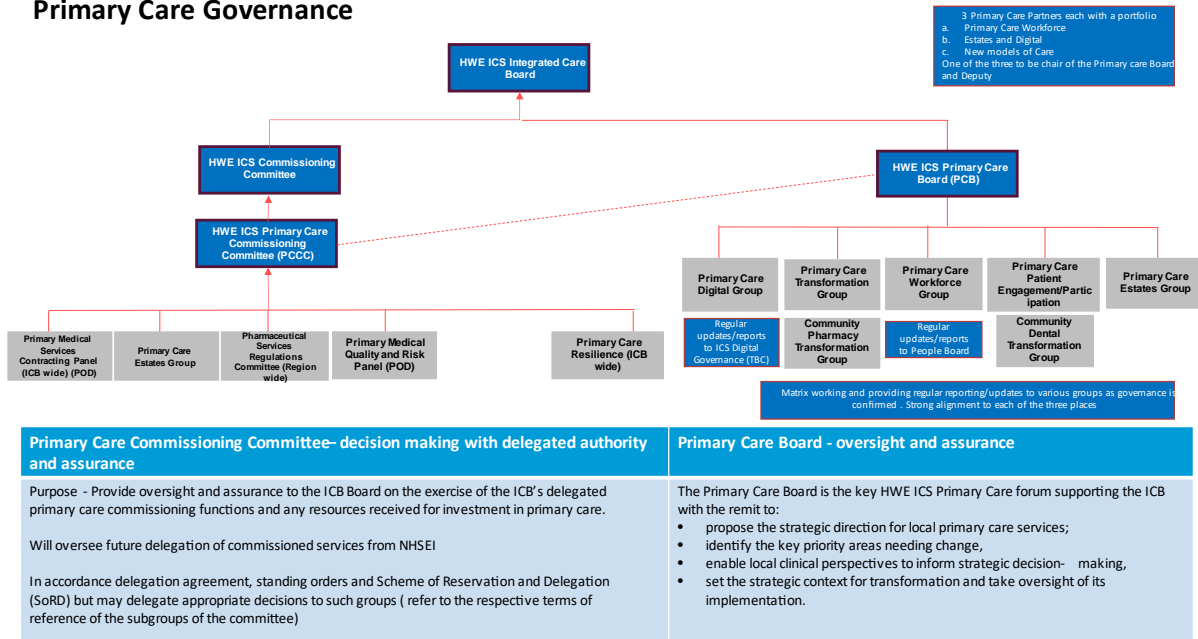 Primary Care Governance
3 Primary Care Partners each with a portfolio
a. Primary Care Workforce
b. Estates and Digital
c. New models of Care
One of the three to be chair of the Primary care Board
and Deputy
HWE ICS Integrated Care
Board
HWE ICS Commissioning
Committee
HWE ICS Primary Care
Board (PCB)
HWE ICS Primary Care
Commissioning
Committee (PCCC)
Primary Care
Digital Group
Primary Care
Transformation
Group
Primary Care
Workforce
Group
Primary Care
Patient
Engagement/Partic
ipation
Primary Care
Estates Group
Regular
updates/reports
to ICS Digital
Governance (TBC)
Community
Pharmacy
Transformation
Group
Regular
updates/reports
to People Board
Community
Dental
Transformation
Group
Primary Medical
Services
Contracting Panel
(ICB wide) (POD)
Primary Care
Estates Group
Pharmaceutical
Services
Regulations
Committee (Region
wide)
Primary Medical
Quality and Risk
Panel (POD)
Primary Care
Resilience (ICB
wide)
Matrix working and providing regular reporting/updates to various groups as governance is
confirmed . Strong alignment to each of the three places
Primary Care Commissioning Committee– decision making with delegated authority
and assurance
Purpose - Provide oversight and assurance to the ICB Board on the exercise of the ICB's delegated
primary care commissioning functions and any resources received for investment in primary care.
Will oversee future delegation of commissioned services from NHSEI
In accordance delegation agreement, standing orders and Scheme of Reservation and Delegation
(SoRD) but may delegate appropriate decisions to such groups ( refer to the respective terms of
reference of the subgroups of the committee)
Primary Care Board - oversight and assurance
The Primary Care Board is the key HWE ICS Primary Care forum supporting the ICB
with the remit to:
• propose the strategic direction for local primary care services;
• identify the key priority areas needing change,
• enable local clinical perspectives to inform strategic decision- making,
• set the strategic context for transformation and take oversight of its
implementation.